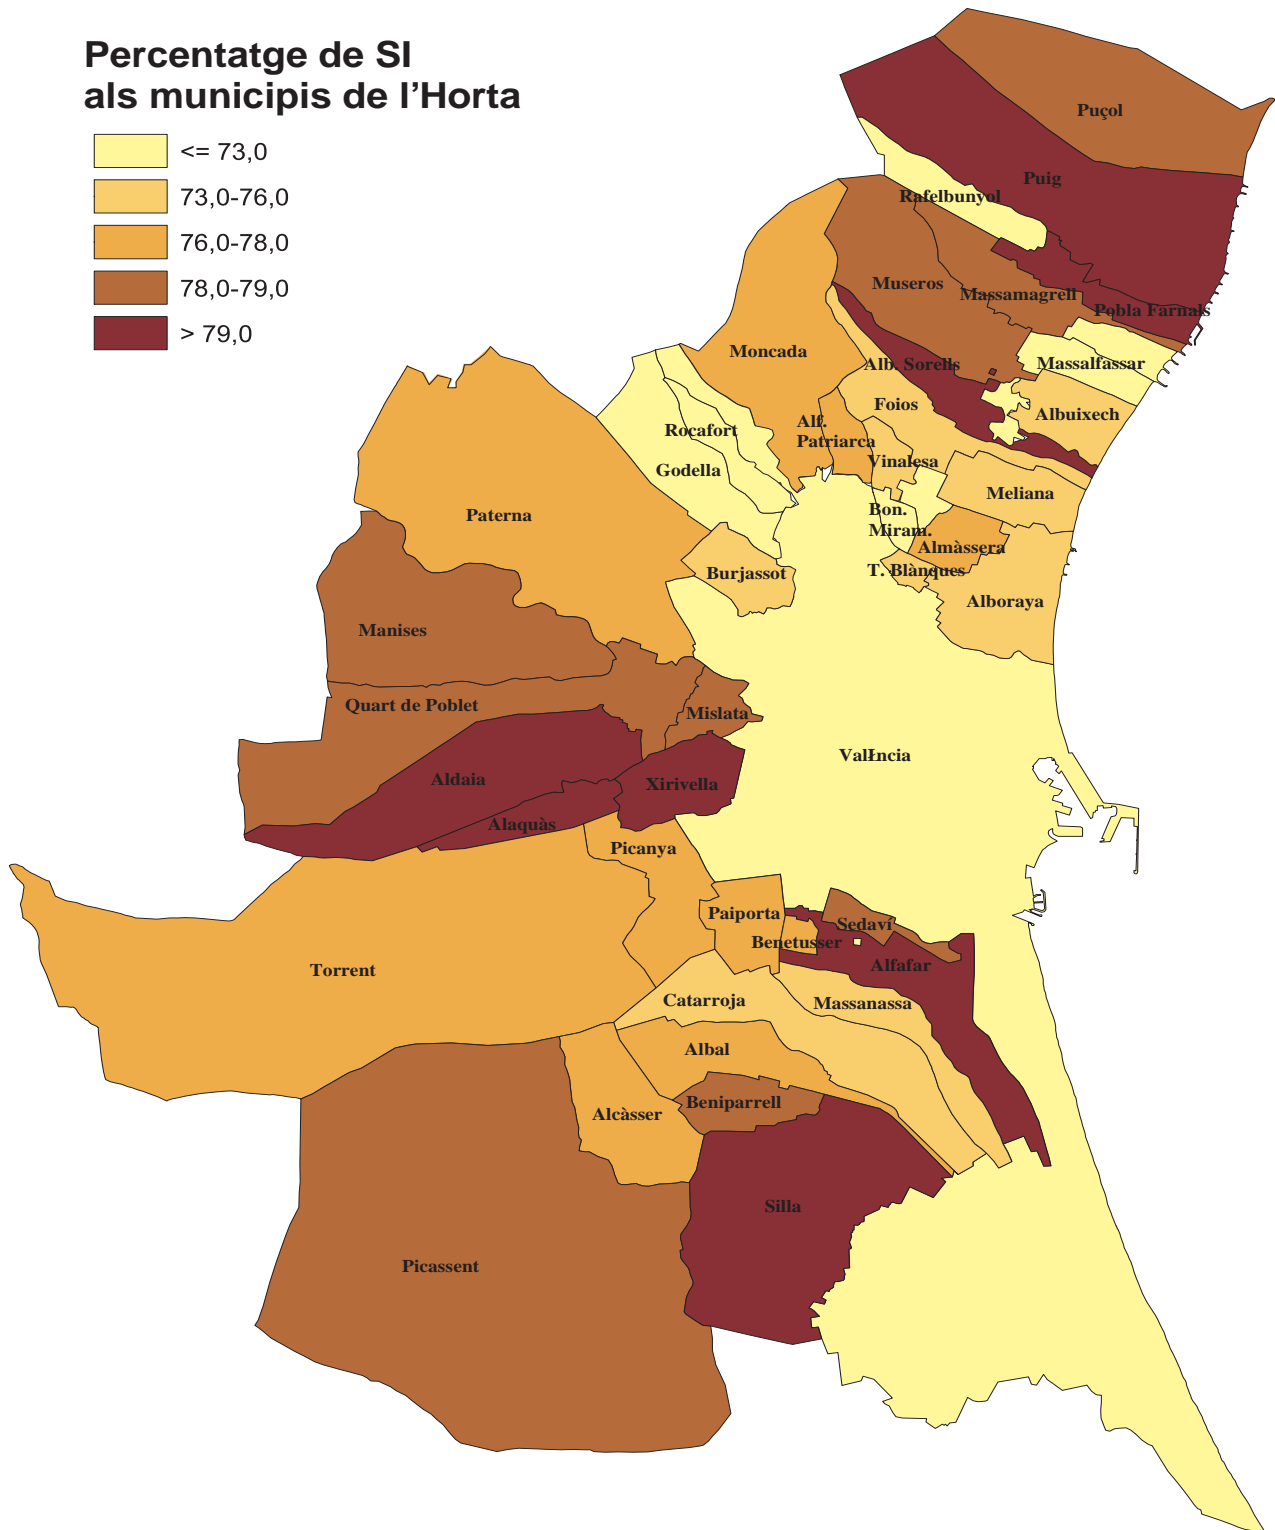 Percentatge de SI
als municipis de l’Horta
<= 73,0
73,0-76,0
76,0-78,0
78,0-79,0
> 79,0
Puçol
Puig
Rafelbunyol
Museros
Massamagrell
Pobla Farnals
Moncada
Alb. Sorells
Massalfassar
Foios
Albuixech
Alf.
Patriarca
Rocafort
Godella
Vinalesa
Meliana
Bon.
Miram.
Paterna
Almàssera
Burjassot
T. Blànques
Alboraya
Manises
Quart de Poblet
Mislata
ValŁncia
Aldaia
Xirivella
Alaquàs
Picanya
Paiporta
Sedaví
Benetusser
Alfafar
Torrent
Catarroja
Massanassa
Albal
Beniparrell
Alcàsser
Silla
Picassent